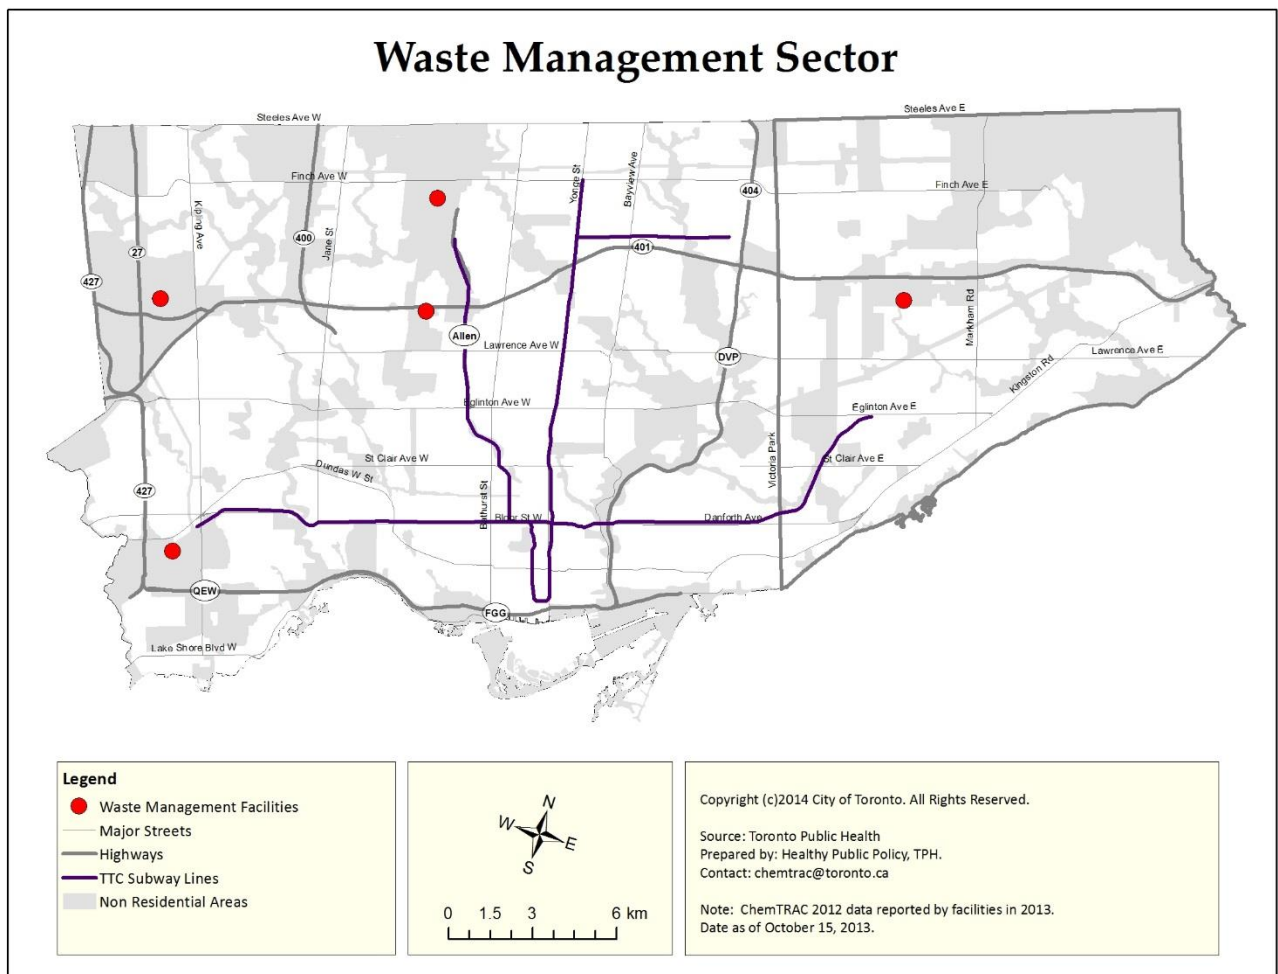 Waste Management Sector
Steeles Ave W
Steeles Ave E
Finch Ave W
Finch Ave E
Yonge St
Bayview Ave
Kipling Ave
Jane St
Markham Rd
404
400
401
27
427
Allen
DVP
Lawrence Ave W
Lawrence Ave E
Kingston Rd
Eglinton Ave W
Eglinton Ave E
Victoria Park
St Clair Ave W
St Clair Ave E
Dundas W St
Bathurst St
427
Bloor St W
Danforth Ave
QEW
FGG
Lake Shore Blvd W
Legend
Waste Management Facilities
Major Streets
Highways
TTC Subway Lines
Non Residential Areas
N
W
E
S
0 1.5 3 6 km
Copyright (c)2014 City of Toronto. All Rights Reserved.
Source: Toronto Public Health
Prepared by: Healthy Public Policy, TPH.
Contact: chemtrac@toronto.ca
Note: ChemTRAC 2012 data reported by facilities in 2013.
Date as of October 15, 2013.